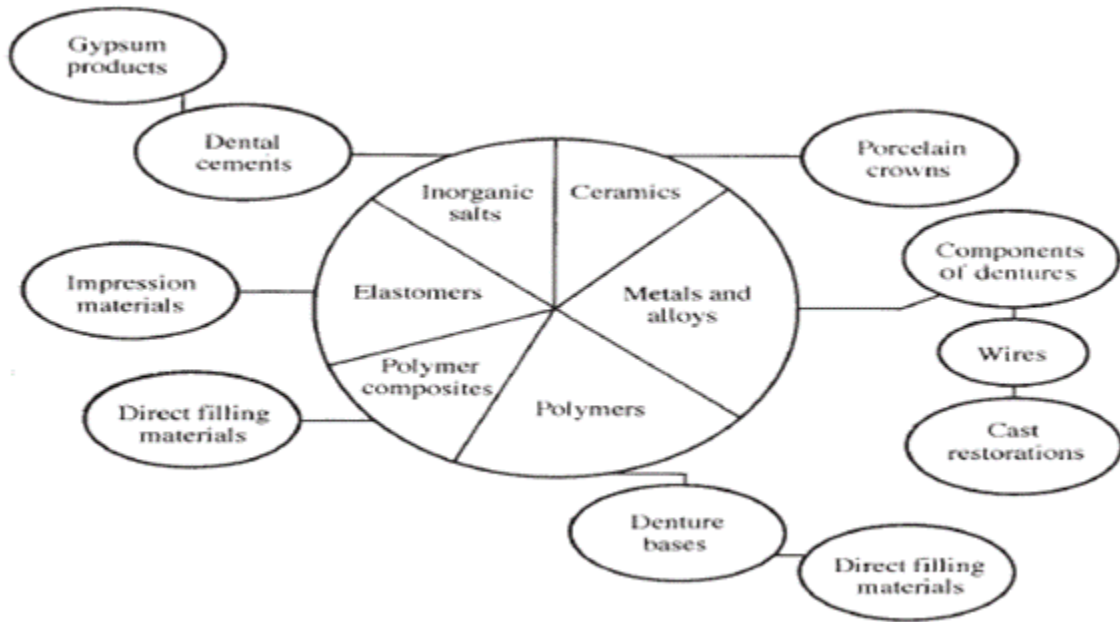 Gypsum
products
Dental
cements
Porcelain
crowns
Inorganic
salts
Ceramics
Components
of dentures
Impression
materials
Elastomers
Metals and
alloys
Wires
Polymer
composites
Direct filling
materials
Polymers
Cast
restorations
Denture
bases
Direct filling
materials